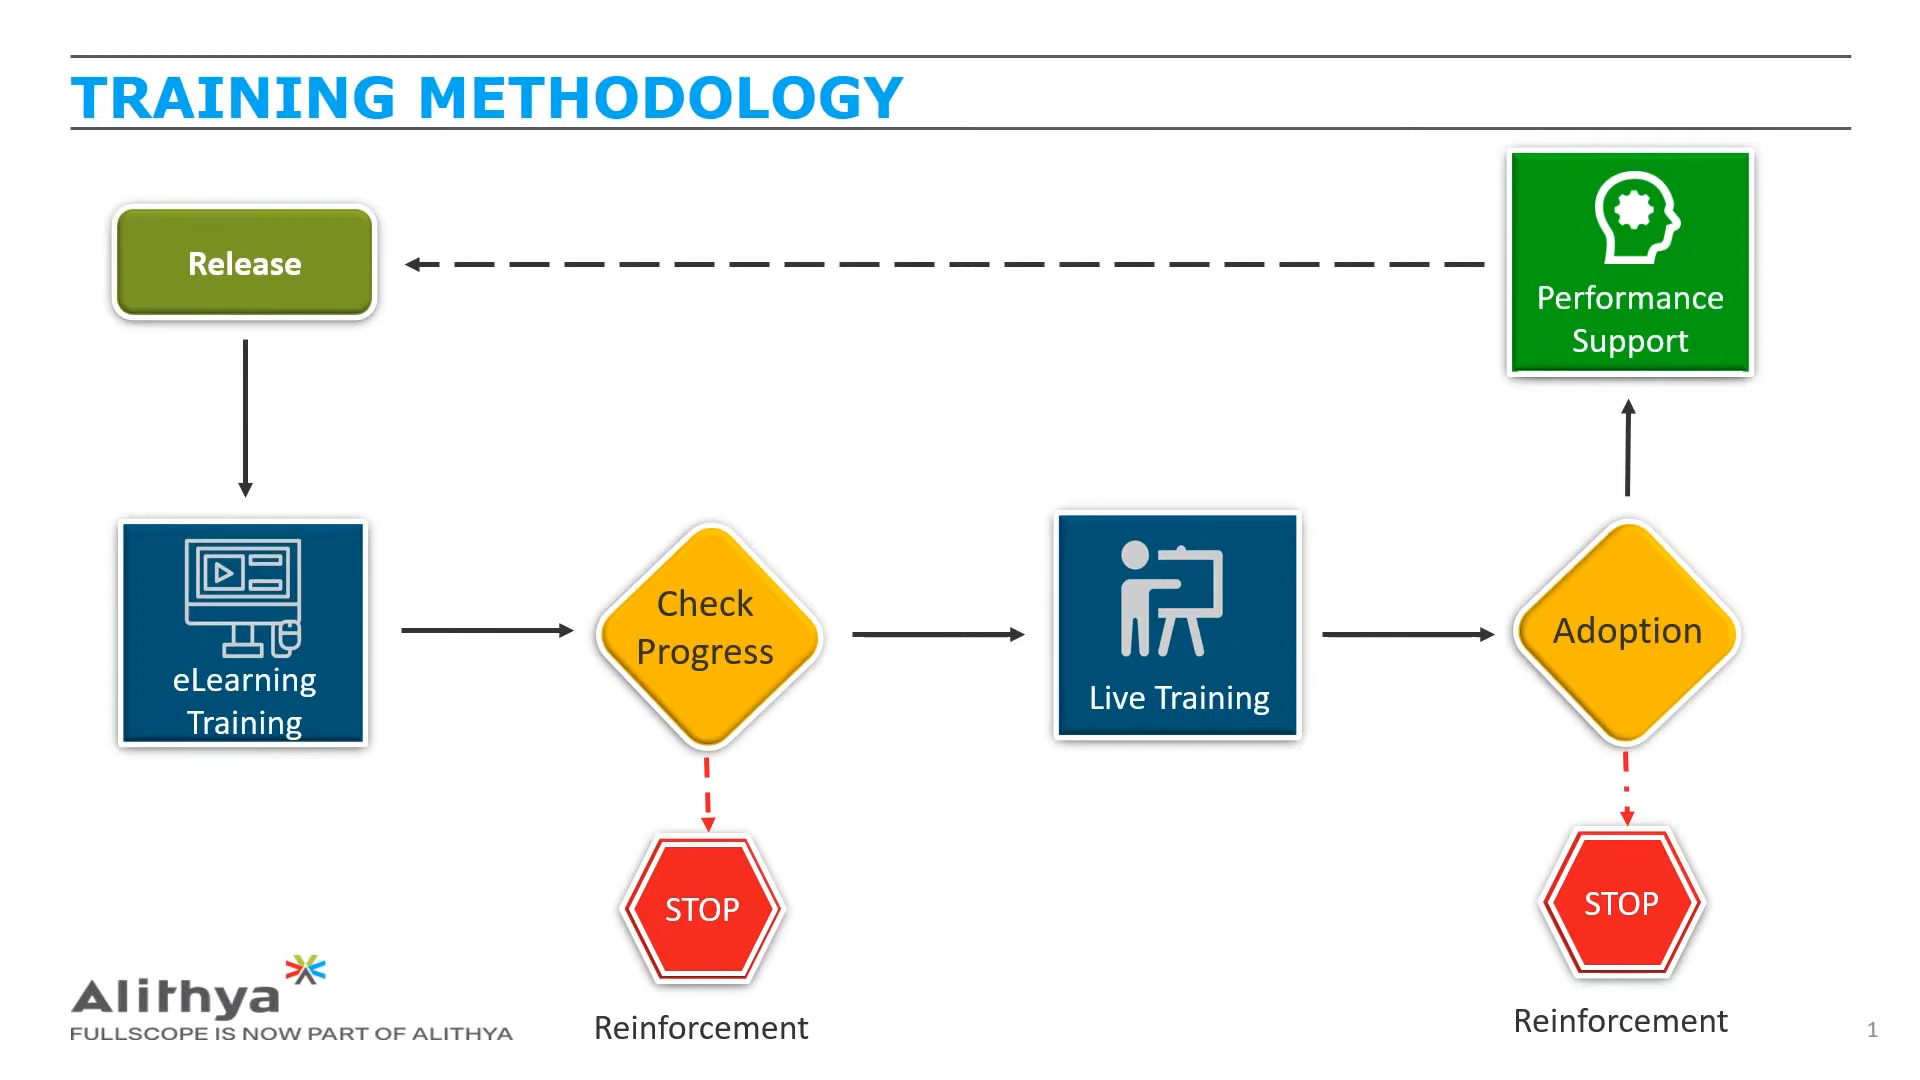 TRAINING METHODOLOGY
Release
Performance
Support
eLearning
Training
Check
Progress
Live Training
Adoption
STOP
Reinforcement
STOP
Reinforcement
Alithya
FULLSCOPE IS NOW PART OF ALITHYA
1